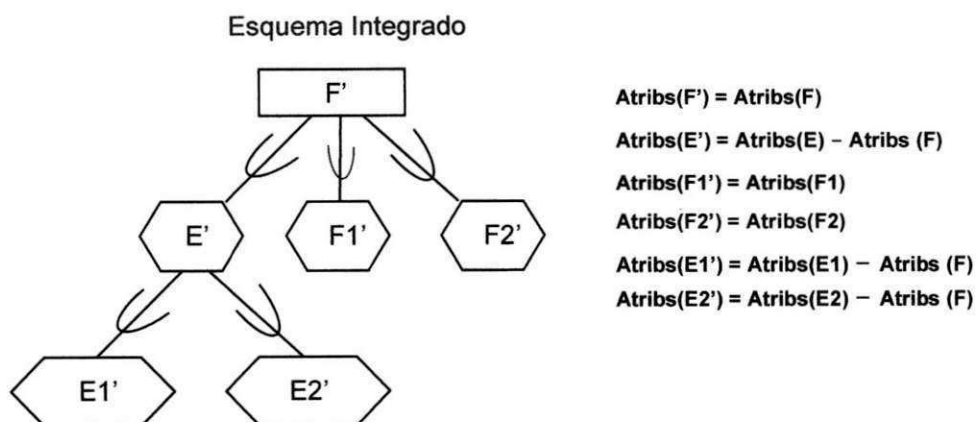 Esquema Integrado
F'
E'
F1'
F2'
E1'
E2'
Atribs(F') = Atribs(F)
Atribs(E') = Atribs(E) – Atribs (F)
Atribs(F1') = Atribs(F1)
Atribs(F2') = Atribs(F2)
Atribs(E1') = Atribs(E1) – Atribs (F)
Atribs(E2') = Atribs(E2) – Atribs (F)